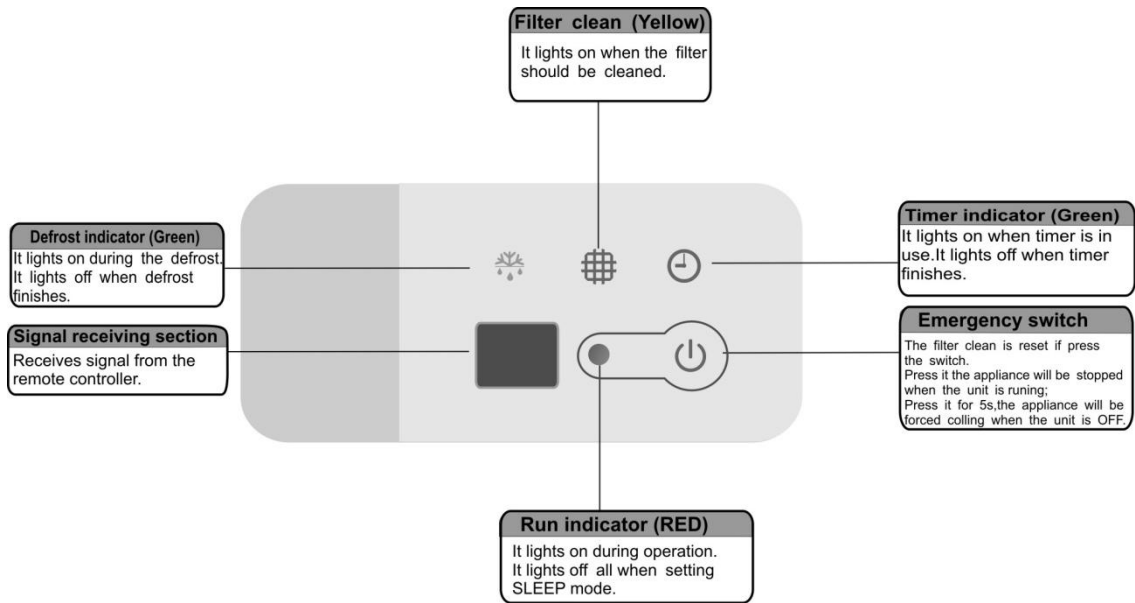 Filter clean (Yellow)
It lights on when the filter
should be cleaned.
Defrost indicator (Green)
It lights on during the defrost.
It lights off when defrost
finishes.
Signal receiving section
Receives signal from the
remote controller.
Timer indicator (Green)
It lights on when timer is in
use.It lights off when timer
finishes.
Emergency switch
The filter clean is reset if press
the switch.
Press it the appliance will be stopped
when the unit is runing;
Press it for 5s,the appliance will be
forced colling when the unit is OFF.
Run indicator (RED)
It lights on during operation.
It lights off all when setting
SLEEP mode.